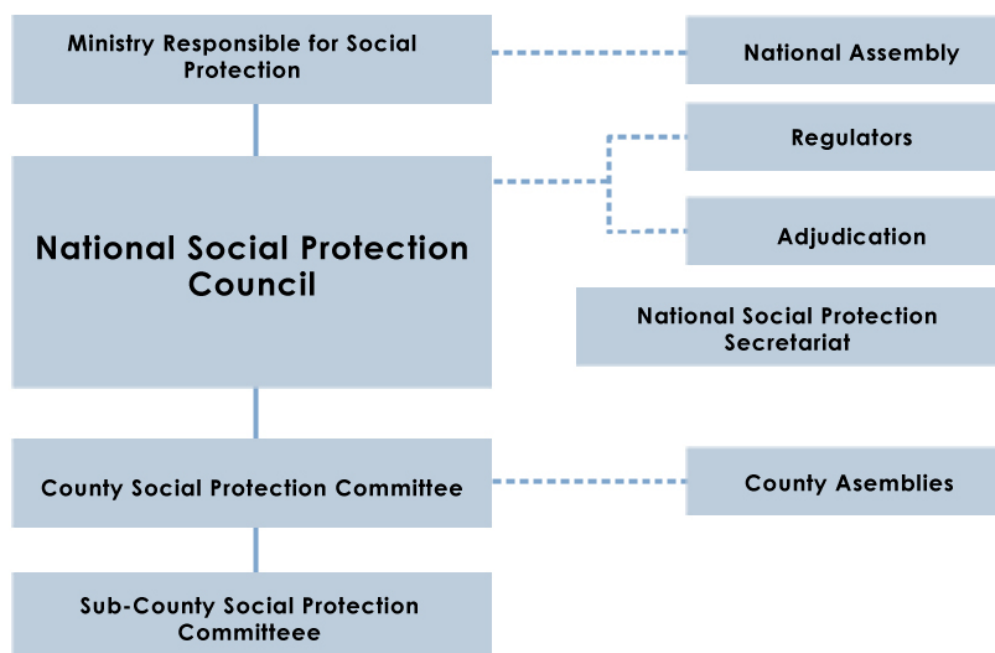 Ministry Responsible for Social
Protection
National Assembly
Regulators
National Social Protection
Council
Adjudication
National Social Protection
Secretariat
County Social Protection Committee
County Asemblies
Sub-County Social Protection
Committeee